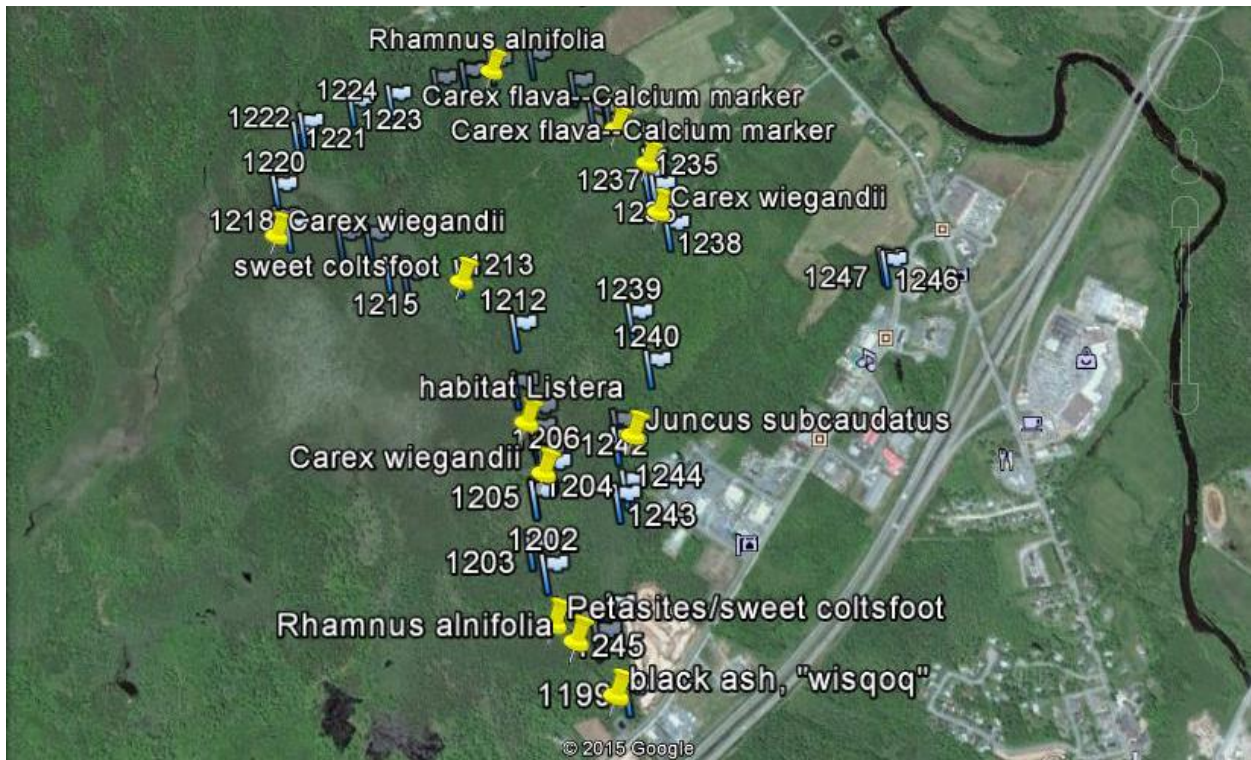 Rhamnus alnifolia
1224
Carex flava--Calcium marker
1222
1223
Carex flava--Calcium marker
1221
1220
1235
1237
Carex wiegandii
1218
Carex wiegandii
1238
sweet coltsfoot
1213
1247
1246
1215
1212
1239
1240
habitat Listera
Juncus subcaudatus
1206
1242
Carex wiegandii
1244
1205
1204
1243
1202
1203
Petasites/sweet coltsfoot
Rhamnus alnifolia
1245
black ash, "wisqoq"
1199
© 2015 Google